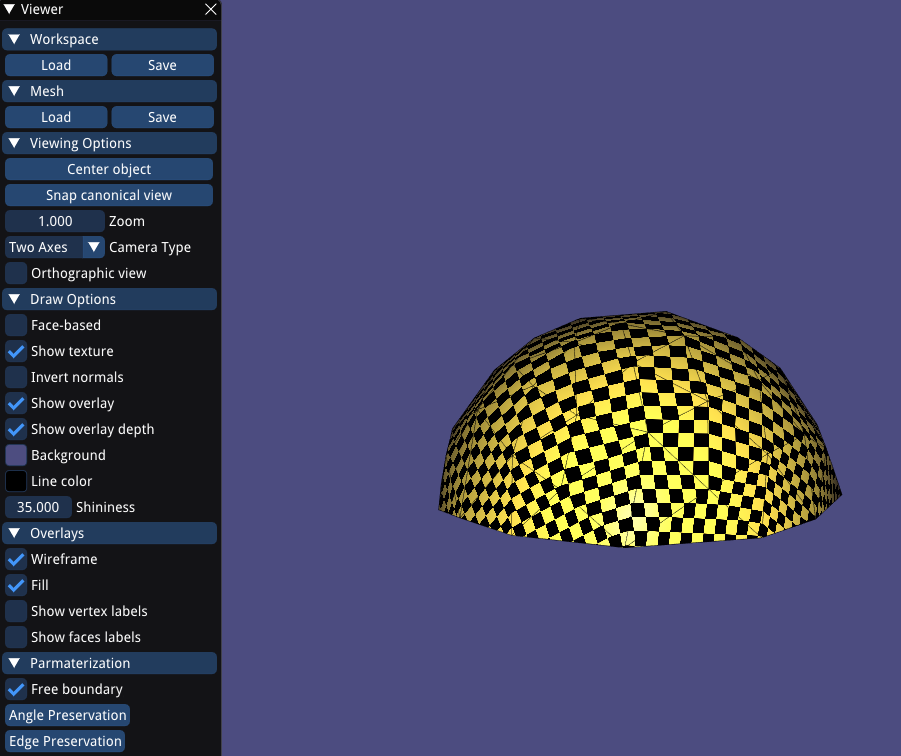 Viewer
Workspace
Load Save
Mesh
Load Save
Viewing Options
Center object
Snap canonical view
1.000 Zoom
Two Axes Camera Type
Orthographic view
Draw Options
Face-based
Show texture
Invert normals
Show overlay
Show overlay depth
Background
Line color
35.000 Shininess
Overlays
Wireframe
Fill
Show vertex labels
Show faces labels
Parmaterization
Free boundary
Angle Preservation
Edge Preservation